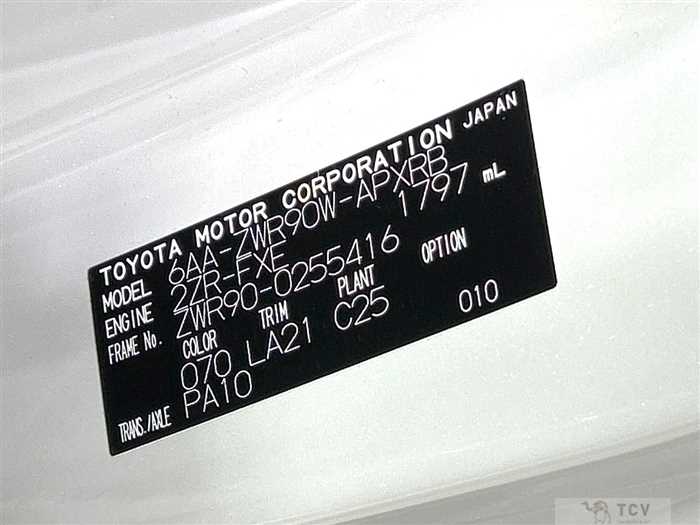 TOYOTA MOTOR CORPORATION JAPAN
MODEL 6AA-ZWR90W-APXRB
ENGINE 2ZR-FXE 1797 mL
FRAME No. ZWR90-0255416
COLOR TRIM PLANT OPTION
070 LA21 C25 010
TRANS./AXLE PA10
TCV